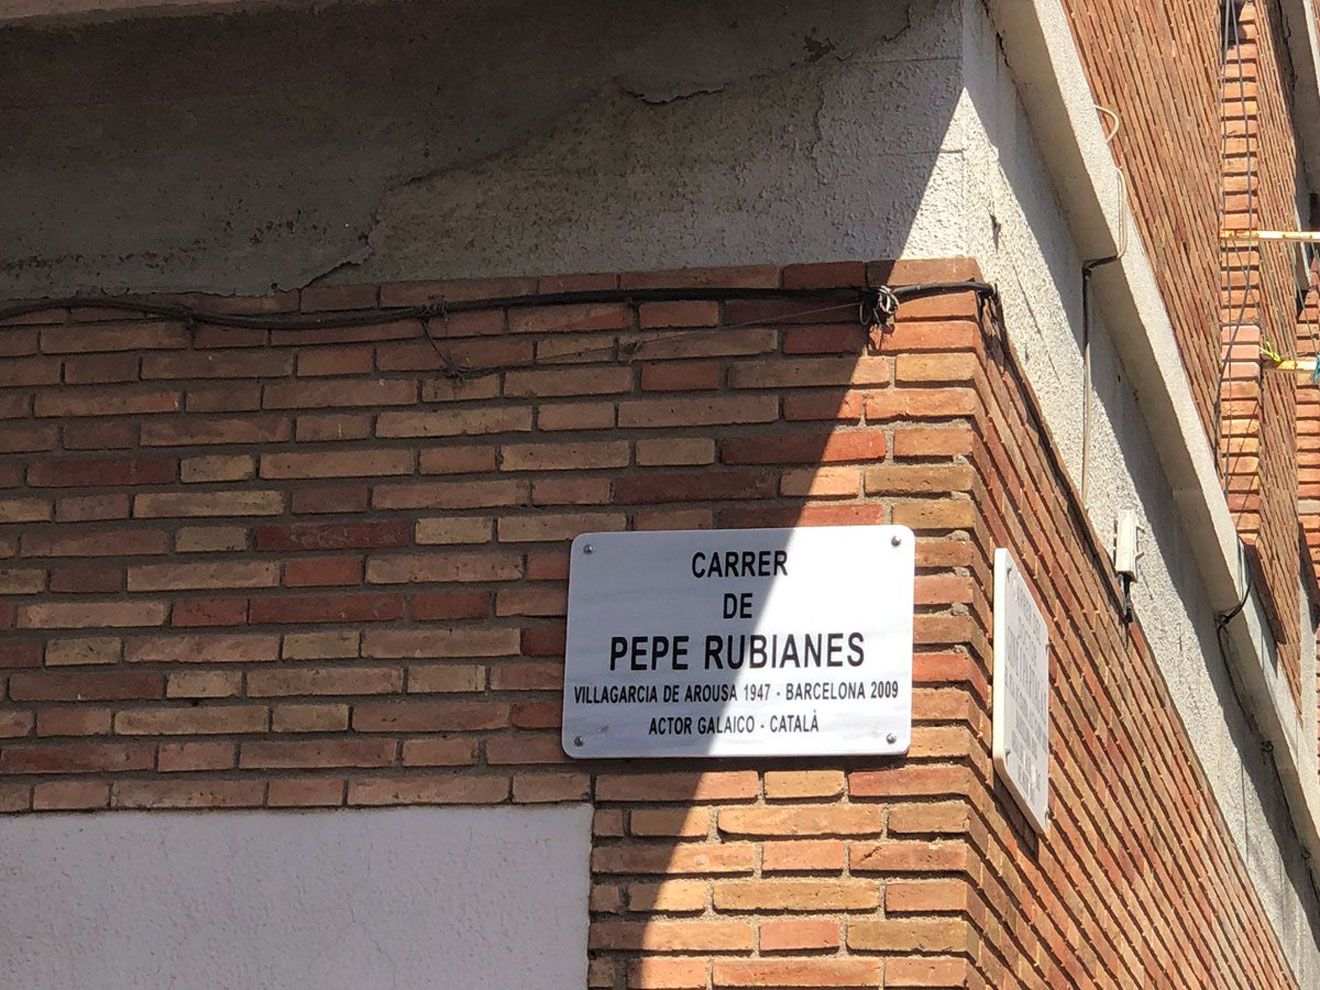 CARRER
DE
PEPE RUBIANES
VILLAGARCIA DE AROUSA 1947 - BARCELONA 2009
ACTOR GALAICO - CATALÀ